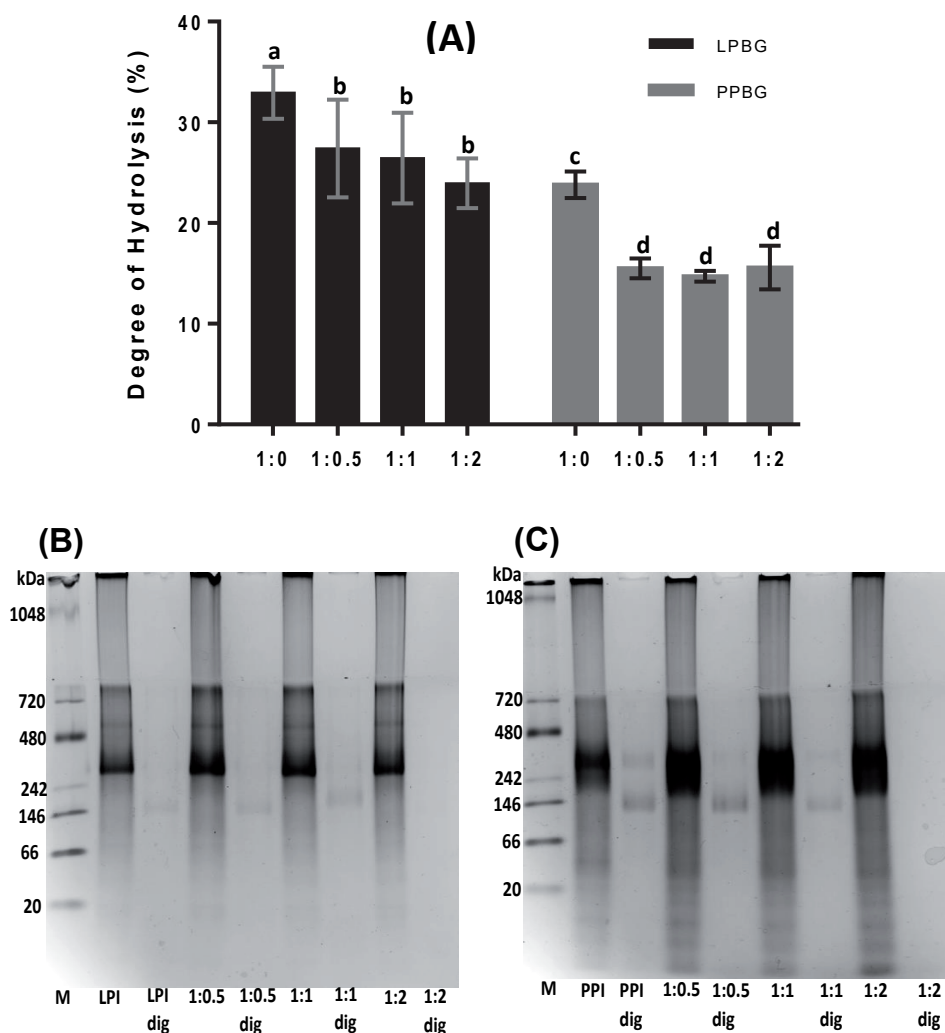 (A)
LPBG
PPBG
Degree of Hydrolysis (%)
40
30
20
10
0
a
b
b
b
c
d
d
d
1:0
1:0.5
1:1
1:2
1:0
1:0.5
1:1
1:2
(B)
kDa
1048
720
480
242
146
66
20
M LPI LPI dig 1:0.5 1:0.5 dig 1:1 1:1 dig 1:2 1:2 dig
(C)
kDa
1048
720
480
242
146
66
20
M PPI PPI dig 1:0.5 1:0.5 dig 1:1 1:1 dig 1:2 1:2 dig